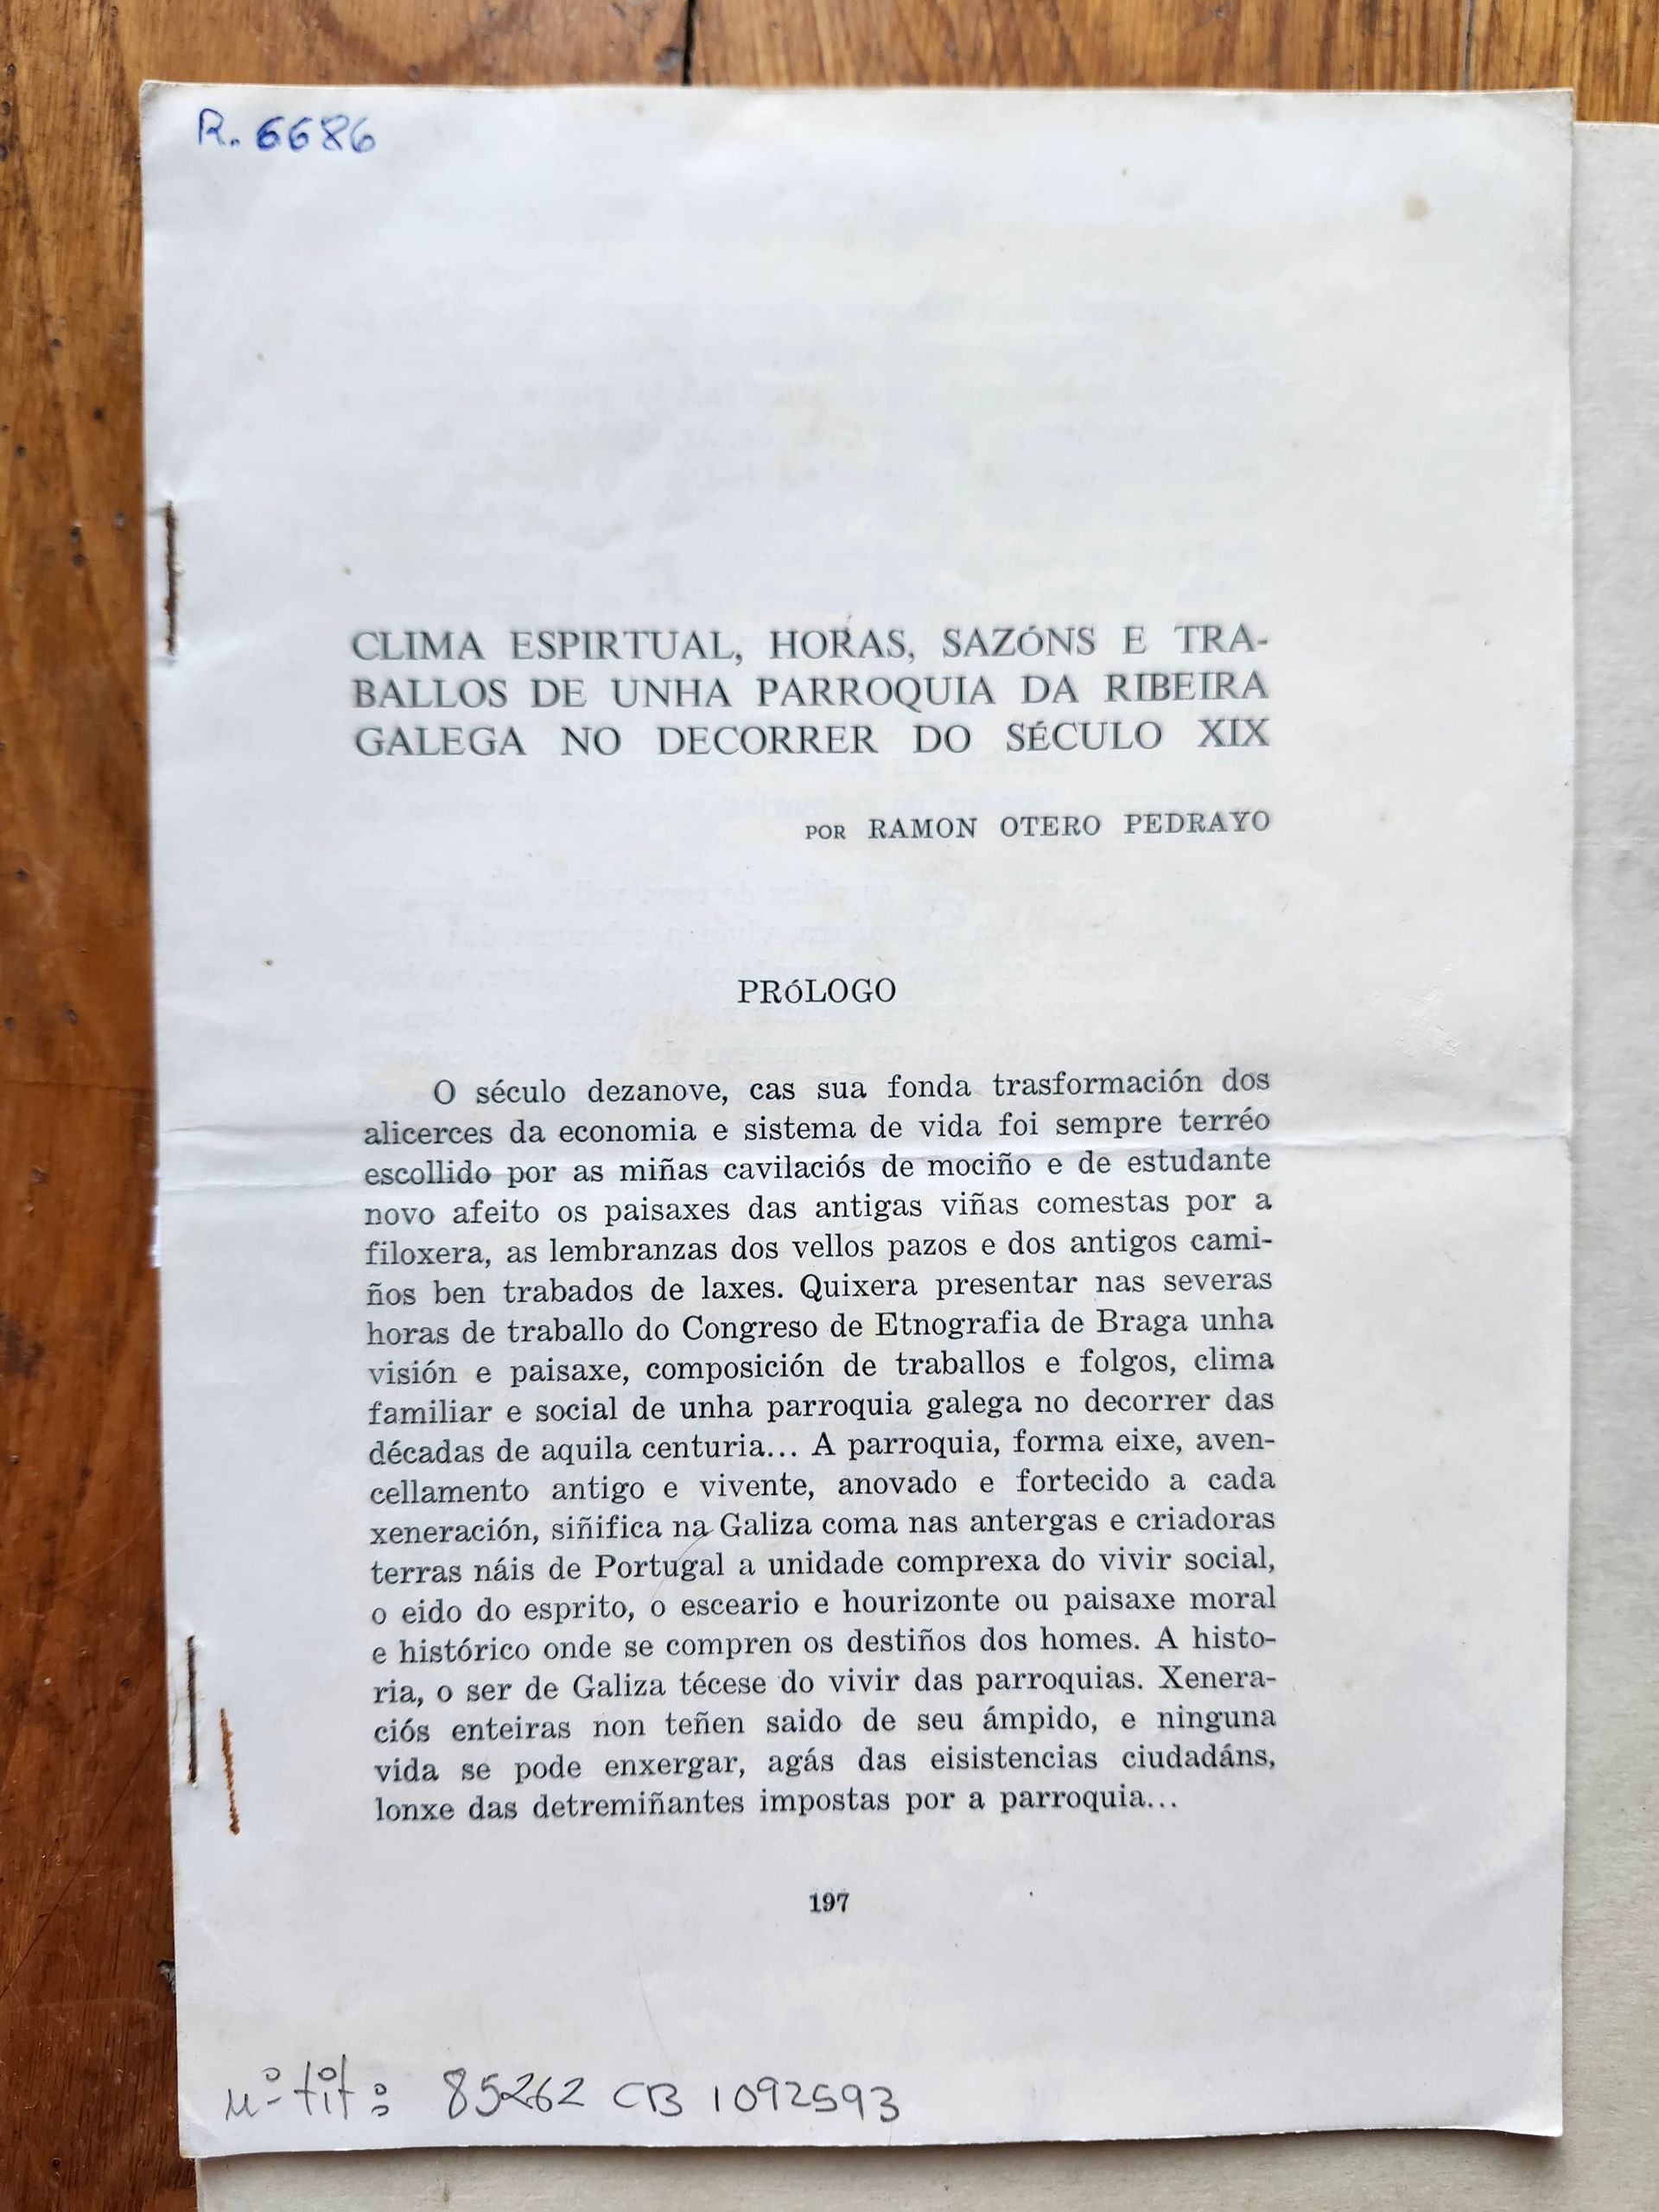 R. 6686
CLIMA ESPIRTUAL, HORAS, SAZÓNS E TRA-
BALLOS DE UNHA PARROQUIA DA RIBEIRA
GALEGA NO DECORRER DO SÉCULO XIX
POR RAMON OTERO PEDRAYO
PRÓLOGO
O século dezanove, cas sua fonda trasformación dos
alicerces da economia e sistema de vida foi sempre terréo
escollido por as miñas cavilaciós de mociño e de estudante
novo afeito os paisaxes das antigas viñas comestas por a
filoxera, as lembranzas dos vellos pazos e dos antigos cami-
ños ben trabados de laxes. Quixera presentar nas severas
horas de traballo do Congreso de Etnografia de Braga unha
visión e paisaxe, composición de traballos e folgos, clima
familiar e social de unha parroquia galega no decorrer das
décadas de aquila centuria... A parroquia, forma eixe, aven-
cellamento antigo e vivente, anovado e fortecido a cada
xeneración, siñifica na Galiza coma nas antergas e criadoras
terras náis de Portugal a unidade comprexa do vivir social,
o eido do esprito, o esceario e hourizonte ou paisaxe moral
e histórico onde se compren os destiños dos homes. A histo-
ria, o ser de Galiza técese do vivir das parroquias. Xenera-
ciós enteiras non teñen saido de seu ámpido, e ninguna
vida se pode enxergar, agás das eisistencias ciudadáns,
lonxe das detremiñantes impostas por a parroquia...
197
nº tit: 85262 CB 1092593